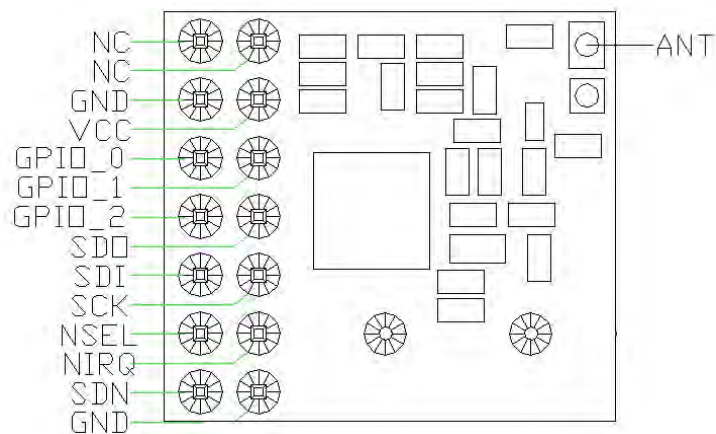 NC
NC
GND
VCC
GPIO_0
GPIO_1
GPIO_2
SDO
SDI
SCK
NSEL
NIRQ
SDN
GND
ANT